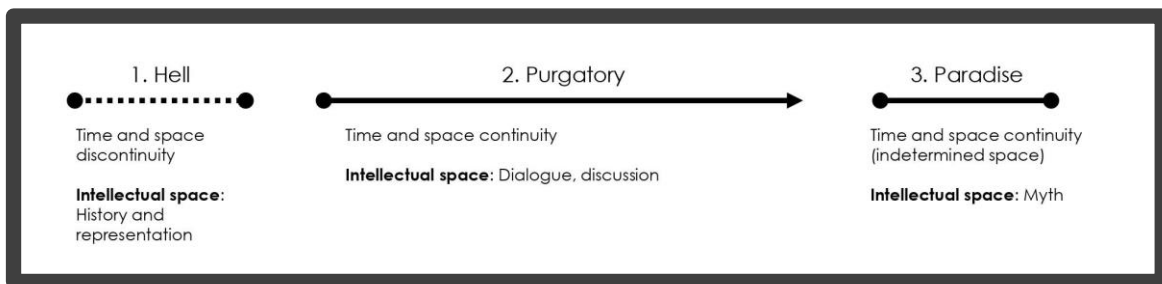 1. Hell
Time and space
discontinuity
Intellectual space:
History and
representation
2. Purgatory
Time and space continuity
Intellectual space: Dialogue, discussion
3. Paradise
Time and space continuity
(indetermined space)
Intellectual space: Myth